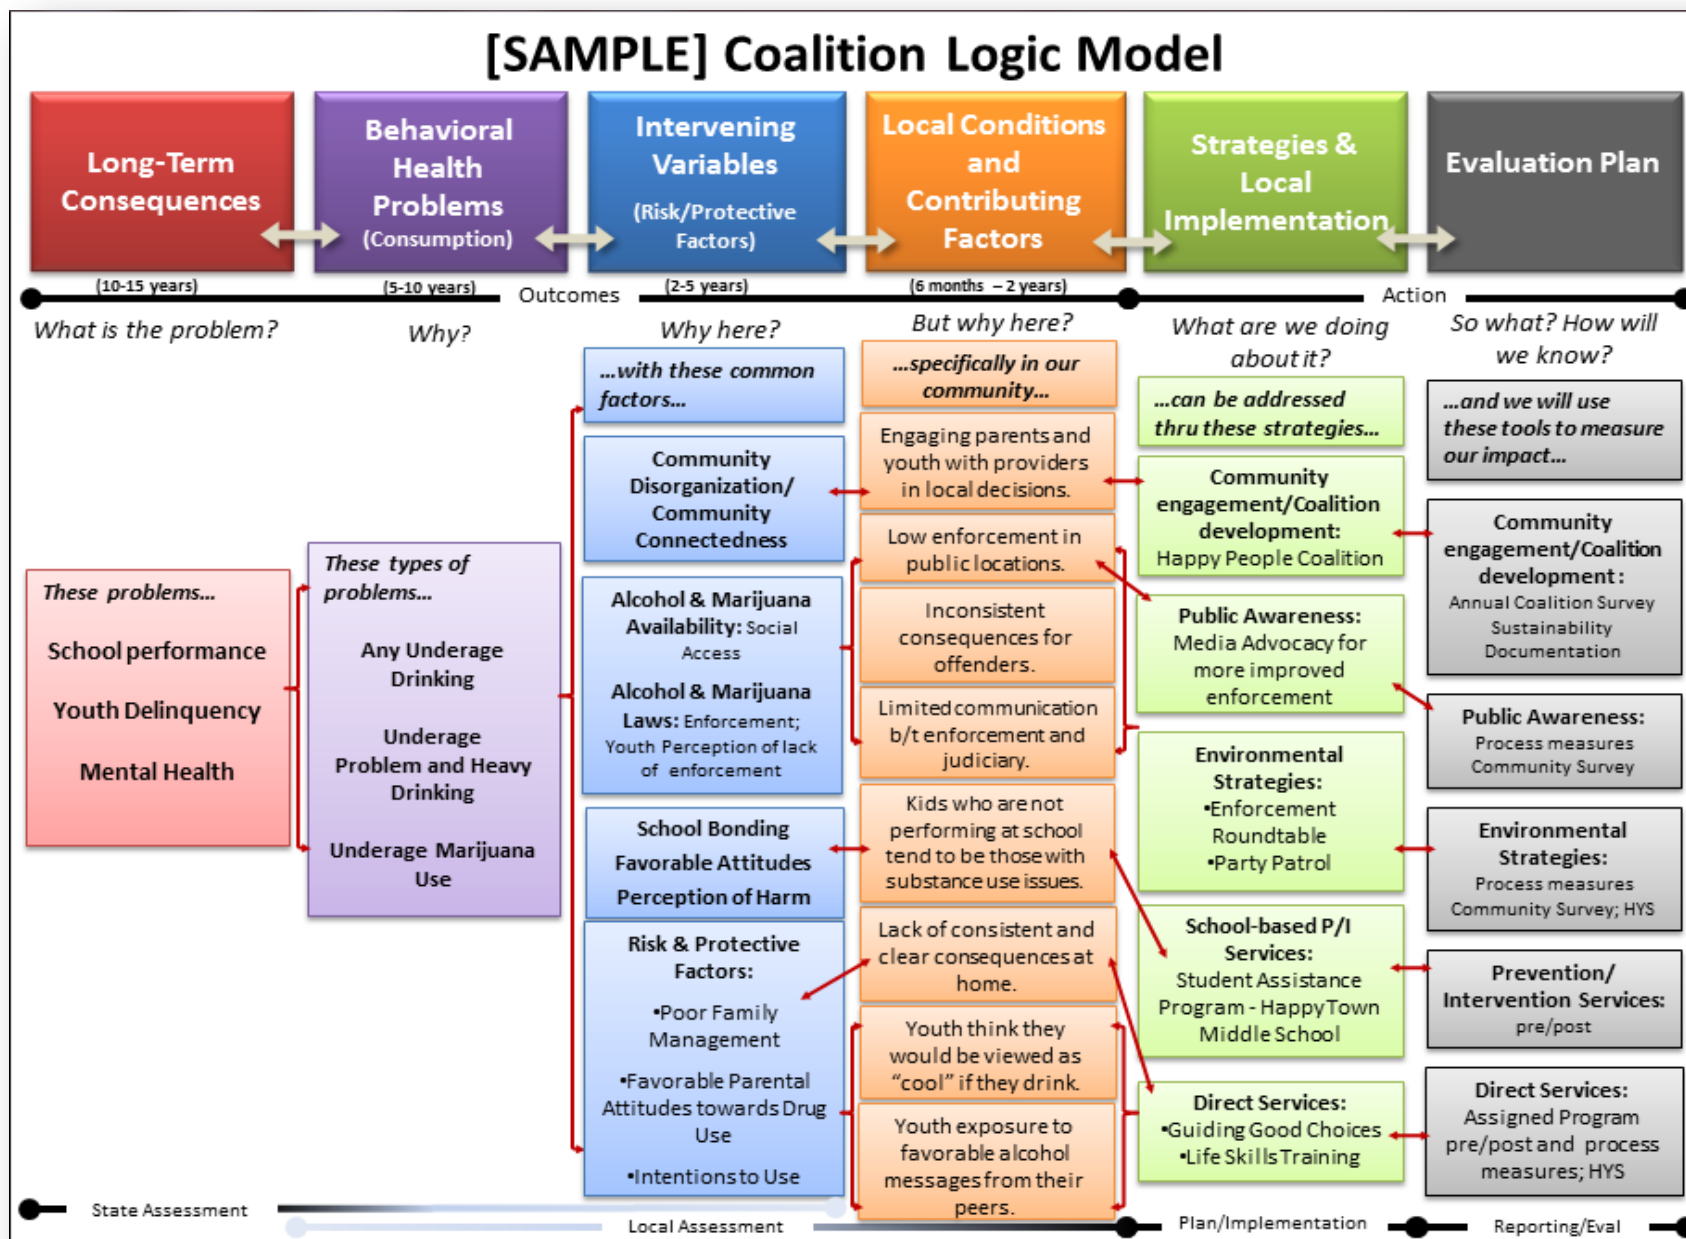 [SAMPLE] Coalition Logic Model
Long-Term
Consequences
Behavioral
Health
Problems
(Consumption)
Intervening
Variables
(Risk/Protective
Factors)
Local Conditions
and
Contributing
Factors
Strategies &
Local
Implementation
Evaluation Plan
(10-15 years)
(5-10 years)
Outcomes
(2-5 years)
(6 months – 2 years)
Action
What is the problem?
Why?
Why here?
But why here?
What are we doing
about it?
So what? How will
we know?
These problems...
School performance
Youth Delinquency
Mental Health
These types of
problems...
Any Underage
Drinking
Underage
Problem and Heavy
Drinking
Underage Marijuana
Use
...with these common
factors...
Community
Disorganization/
Community
Connectedness
Alcohol & Marijuana
Availability: Social
Access
Alcohol & Marijuana
Laws: Enforcement;
Youth Perception of lack
of enforcement
School Bonding
Favorable Attitudes
Perception of Harm
Risk & Protective
Factors:
•Poor Family
Management
•Favorable Parental
Attitudes towards Drug
Use
•Intentions to Use
...specifically in our
community...
Engaging parents and
youth with providers
in local decisions.
Low enforcement in
public locations.
Inconsistent
consequences for
offenders.
Limited communication
b/t enforcement and
judiciary.
Kids who are not
performing at school
tend to be those with
substance use issues.
Lack of consistent and
clear consequences at
home.
Youth think they
would be viewed as
“cool” if they drink.
Youth exposure to
favorable alcohol
messages from their
peers.
...can be addressed
thru these strategies...
Community
engagement/Coalition
development:
Happy People Coalition
Public Awareness:
Media Advocacy for
more improved
enforcement
Environmental
Strategies:
•Enforcement
Roundtable
•Party Patrol
School-based P/I
Services:
Student Assistance
Program - HappyTown
Middle School
Direct Services:
•Guiding Good Choices
•Life Skills Training
...and we will use
these tools to measure
our impact...
Community
engagement/Coalition
development :
Annual Coalition Survey
Sustainability
Documentation
Public Awareness:
Process measures
Community Survey
Environmental
Strategies:
Process measures
Community Survey; HYS
Prevention/
Intervention Services:
pre/post
Direct Services:
Assigned Program
pre/post and process
measures; HYS
State Assessment
Local Assessment
Plan/Implementation
Reporting/Eval